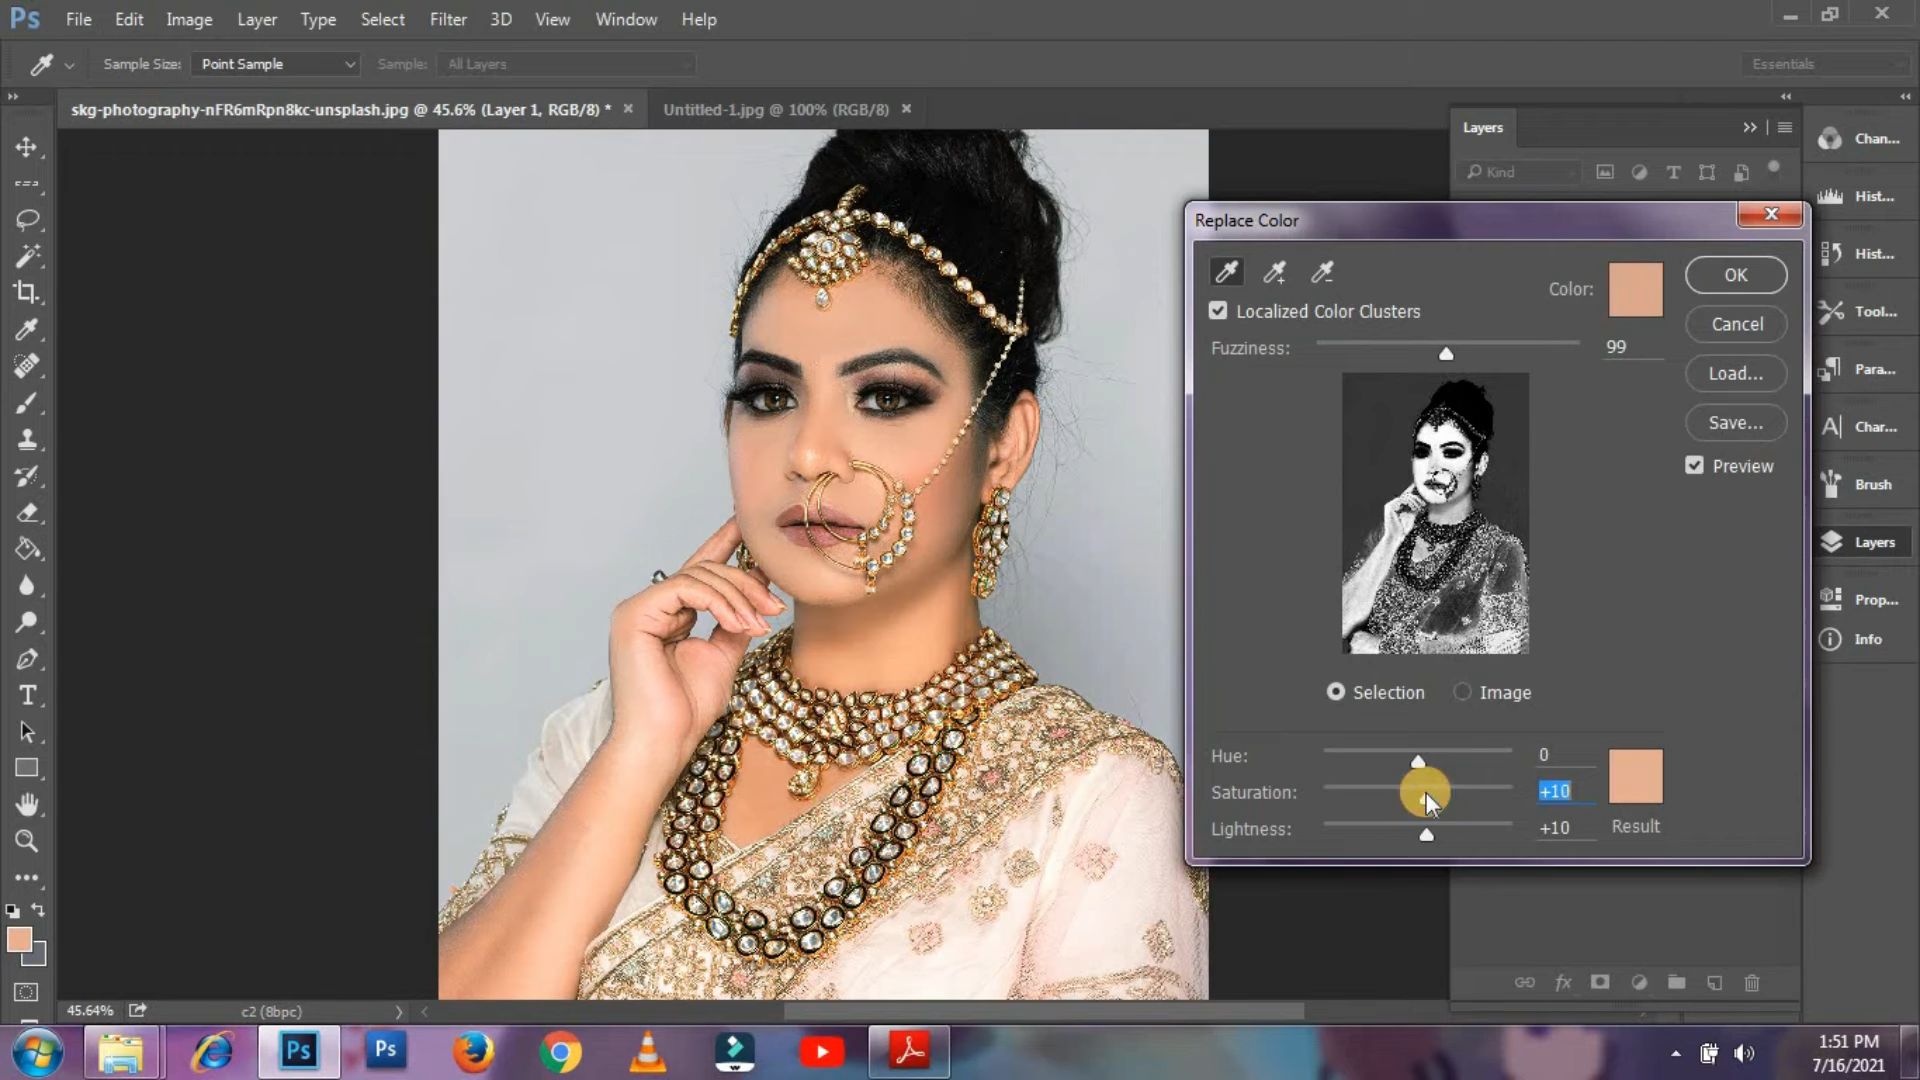 Ps File Edit Image Layer Type Select Filter 3D View Window Help
Sample Size: Point Sample Sample: All Layers Essentials
skg-photography-nFR6mRpn8kc-unsplash.jpg @ 45.6% (Layer 1, RGB/8) * Untitled-1.jpg @ 100% (RGB/8)
Layers
Kind
Chan...
Hist...
Hist...
Tool...
Para...
Char...
Brush
Layers
Prop...
Info
Replace Color
Color:
OK
Localized Color Clusters
Cancel
Fuzziness: 99
Load...
Save...
Preview
Selection Image
Hue: 0
Saturation: +10
Lightness: +10 Result
45.64% c2 (8bpc)
Ps Ps
1:51 PM
7/16/2021